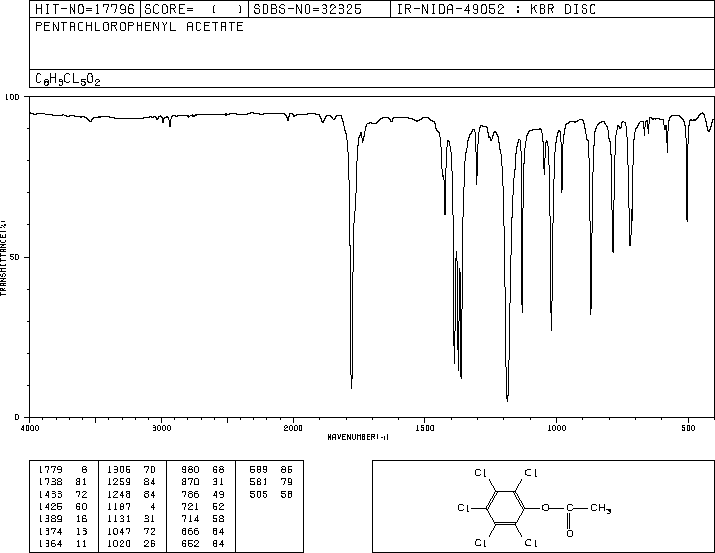 HIT-NO=17796 SCORE= ( ) SDBS-NO=32325 IR-NIDA-49052 : KBR DISC
PENTACHLOROPHENYL ACETATE
C8H3CL5O2
100
50
0
TRANSMITTANCE(%)
4000 3000 2000 1500 1000 500
WAVENUMBER(-1)
1779 8 1306 70 980 68 589 86
1738 81 1259 84 870 31 581 79
1433 72 1248 84 786 49 505 58
1425 60 1187 4 721 52
1389 16 1131 31 714 58
1374 13 1047 72 666 84
1364 11 1020 26 652 84
Cl Cl
Cl O CH3
O
Cl Cl